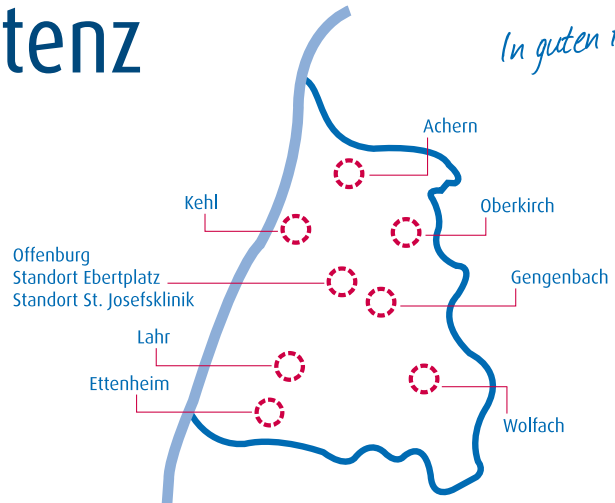 tenz
In guten
Achern
Kehl
Oberkirch
Offenburg
Standort Ebertplatz
Standort St. Josefsklinik
Gengenbach
Lahr
Ettenheim
Wolfach